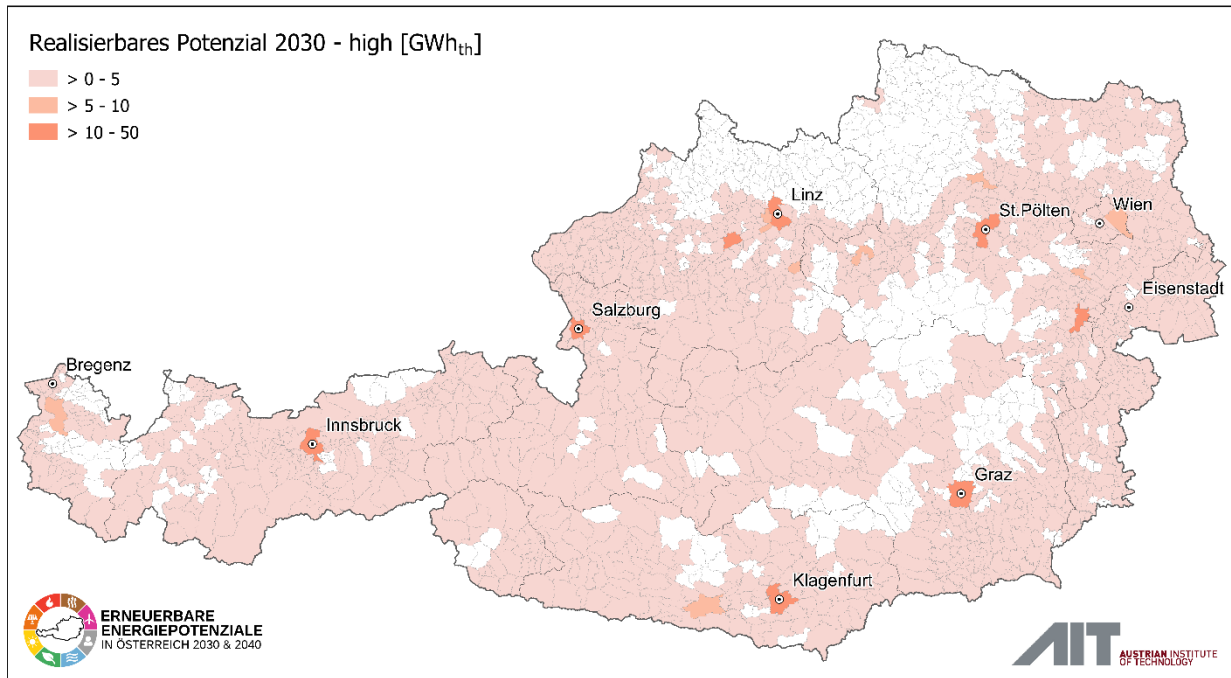 Realisierbares Potenzial 2030 - high [GWhth]
> 0 - 5
> 5 - 10
> 10 - 50
Linz
St.Pölten
Wien
Eisenstadt
Salzburg
Bregenz
Innsbruck
Graz
Klagenfurt
ERNEUERBARE
ENERGIEPOTENZIALE
IN ÖSTERREICH 2030 & 2040
AIT AUSTRIAN INSTITUTE
OF TECHNOLOGY